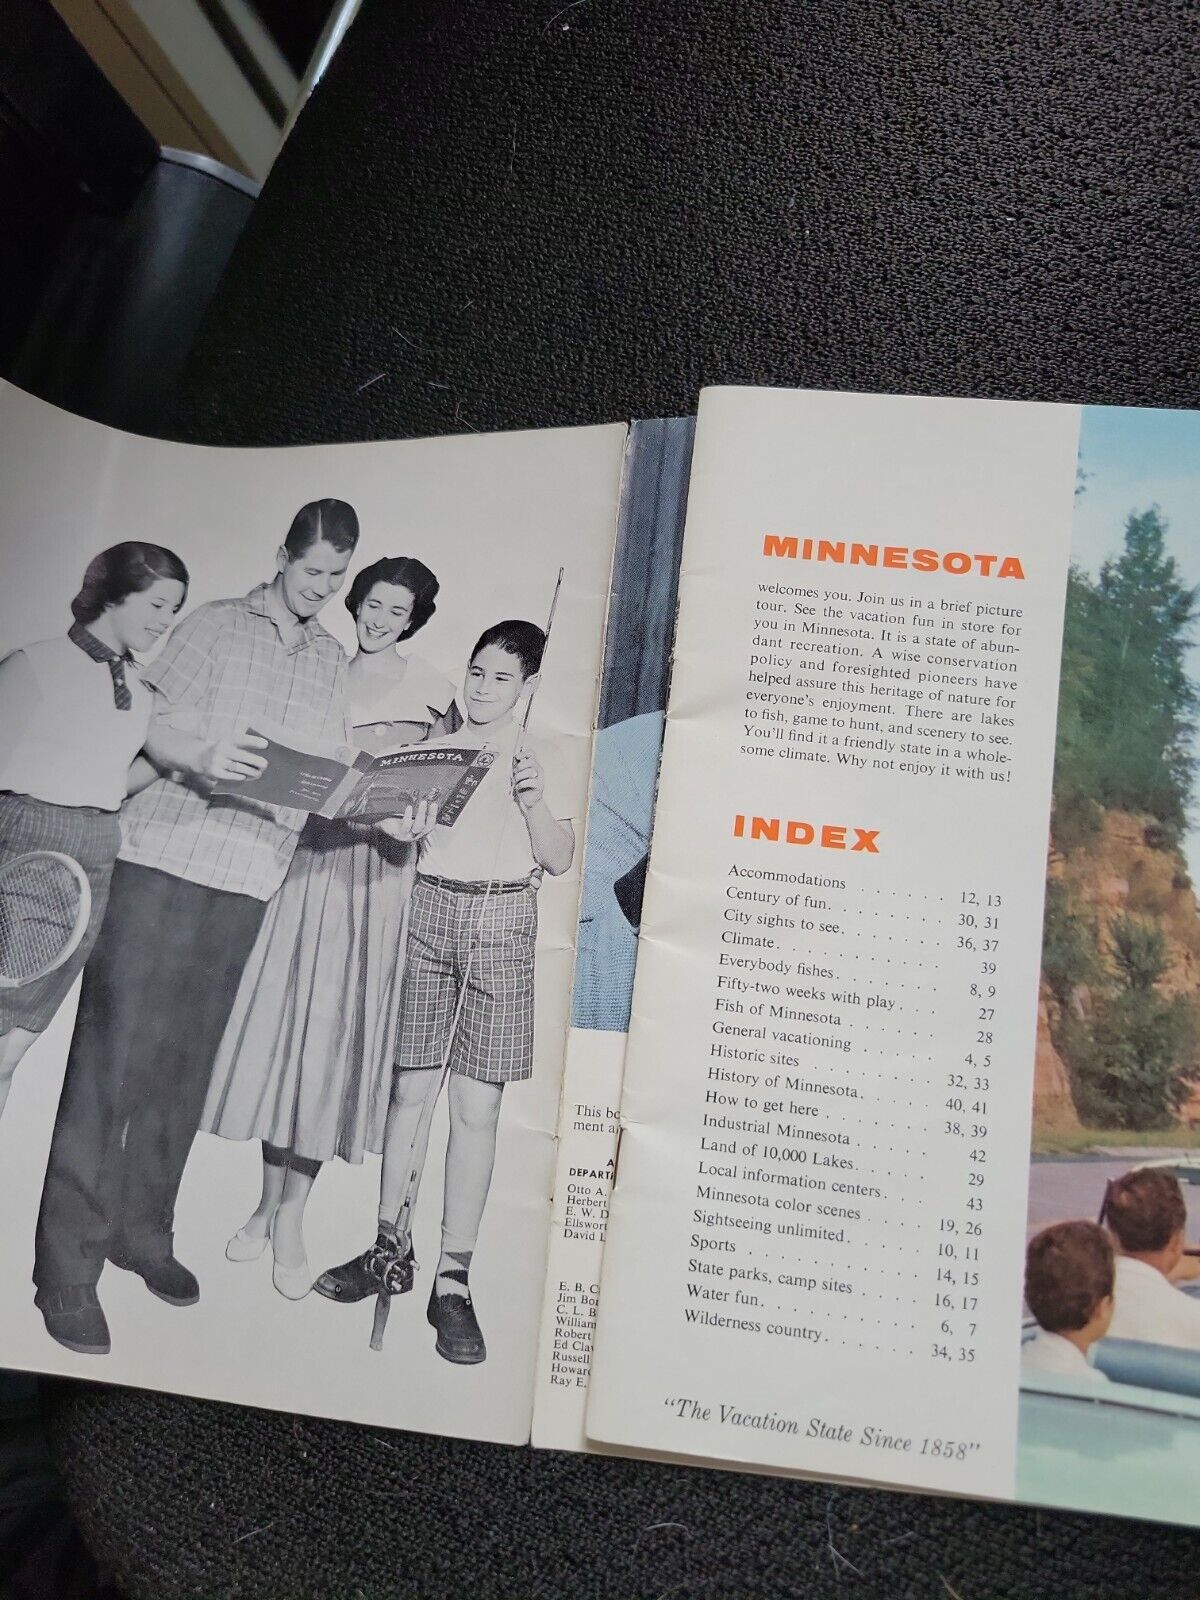 MINNESOTA
This bo
ment a
A
DEPARTM
Otto A.
Herbert
E. W. D
Ellswort
David L
E. B. C
Jim Bor
C. L. B
William
Robert
Ed Clav
Russell
Howard
Ray E.
MINNESOTA
welcomes you. Join us in a brief picture
tour. See the vacation fun in store for
you in Minnesota. It is a state of abun-
dant recreation. A wise conservation
policy and foresighted pioneers have
helped assure this heritage of nature for
everyone's enjoyment. There are lakes
to fish, game to hunt, and scenery to see.
You'll find it a friendly state in a whole-
some climate. Why not enjoy it with us!
INDEX
Accommodations . . . . . . 12, 13
Century of fun. . . . . . . . 30, 31
City sights to see. . . . . . . 36, 37
Climate. . . . . . . . . . 39
Everybody fishes. . . . . . . 8, 9
Fifty-two weeks with play. . . . 27
Fish of Minnesota . . . . . . 28
General vacationing . . . . . 4, 5
Historic sites . . . . . . . . 32, 33
History of Minnesota. . . . . 40, 41
How to get here . . . . . . . 38, 39
Industrial Minnesota . . . . . 42
Land of 10,000 Lakes. . . . . 29
Local information centers. . . 43
Minnesota color scenes . . . . 19, 26
Sightseeing unlimited. . . . . 10, 11
Sports . . . . . . . . . . 14, 15
State parks, camp sites . . . . 16, 17
Water fun. . . . . . . . . 6, 7
Wilderness country. . . . . . 34, 35
"The Vacation State Since 1858"